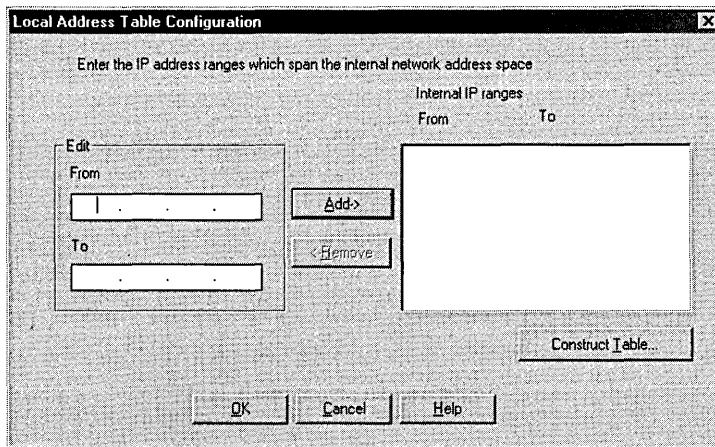 Local Address Table Configuration
Enter the IP address ranges which span the internal network address space
Internal IP ranges
From To
Edit
From
. . .
Add->
To
. . .
<-Remove
Construct Table...
OK Cancel Help